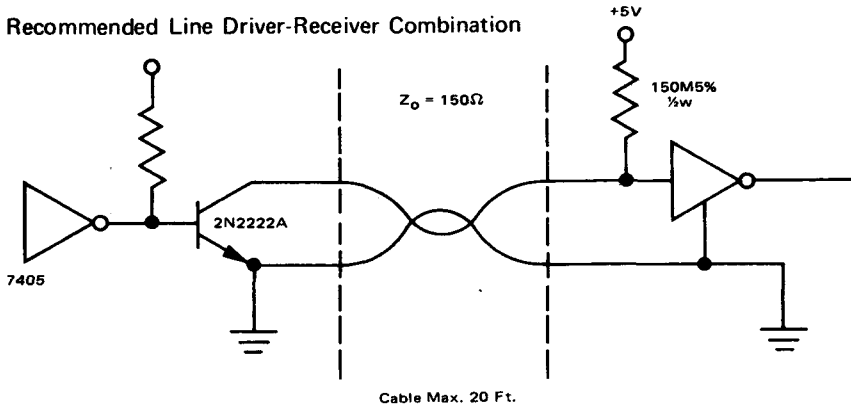 Recommended Line Driver-Receiver Combination
+5V
Z₀ = 150Ω
150M5%
½w
2N2222A
7405
Cable Max. 20 Ft.